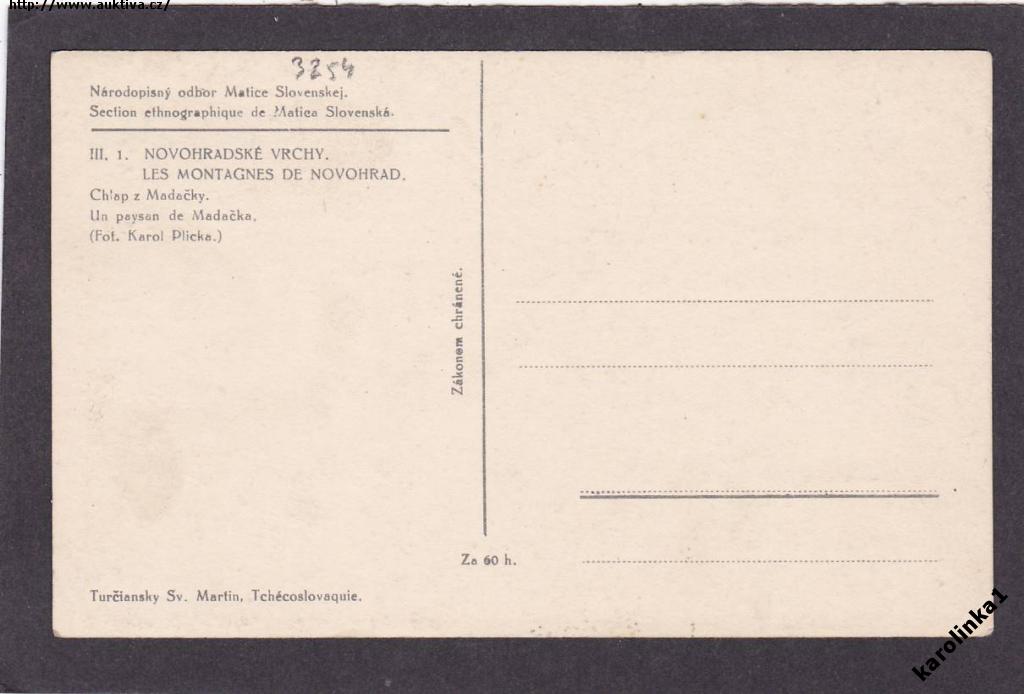 http://www.auktiva.cz/
3254
Národopisný odbor Matice Slovenskej.
Section ethnographique de Matica Slovenská.
III. 1. NOVOHRADSKÉ VRCHY.
LES MONTAGNES DE NOVOHRAD.
Chlap z Madačky.
Un paysan de Madačka.
(Fot. Karol Plicka.)
Zákonom chránené.
Za 60 h.
Turčiansky Sv. Martin, Tchécoslovaquie.
karolinka1